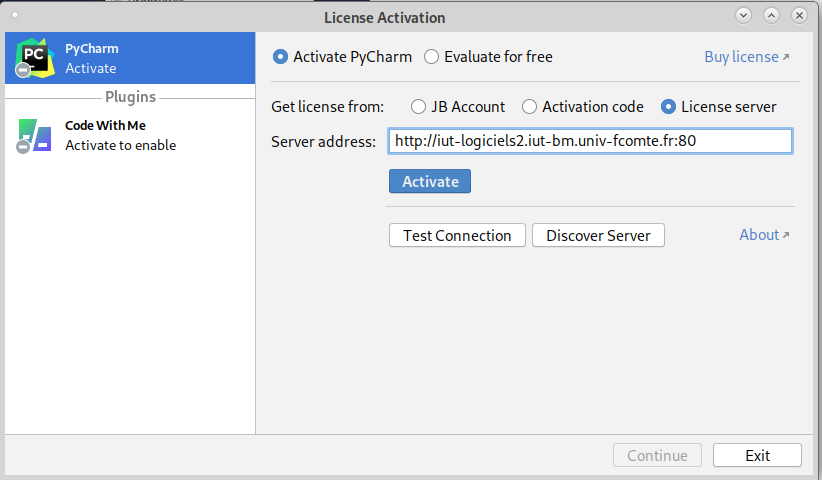 License Activation
PyCharm
Activate
Plugins
Code With Me
Activate to enable
Activate PyCharm Evaluate for free Buy license
Get license from: JB Account Activation code License server
Server address: http://iut-logiciels2.iut-bm.univ-fcomte.fr:80
Activate
Test Connection Discover Server About
Continue Exit